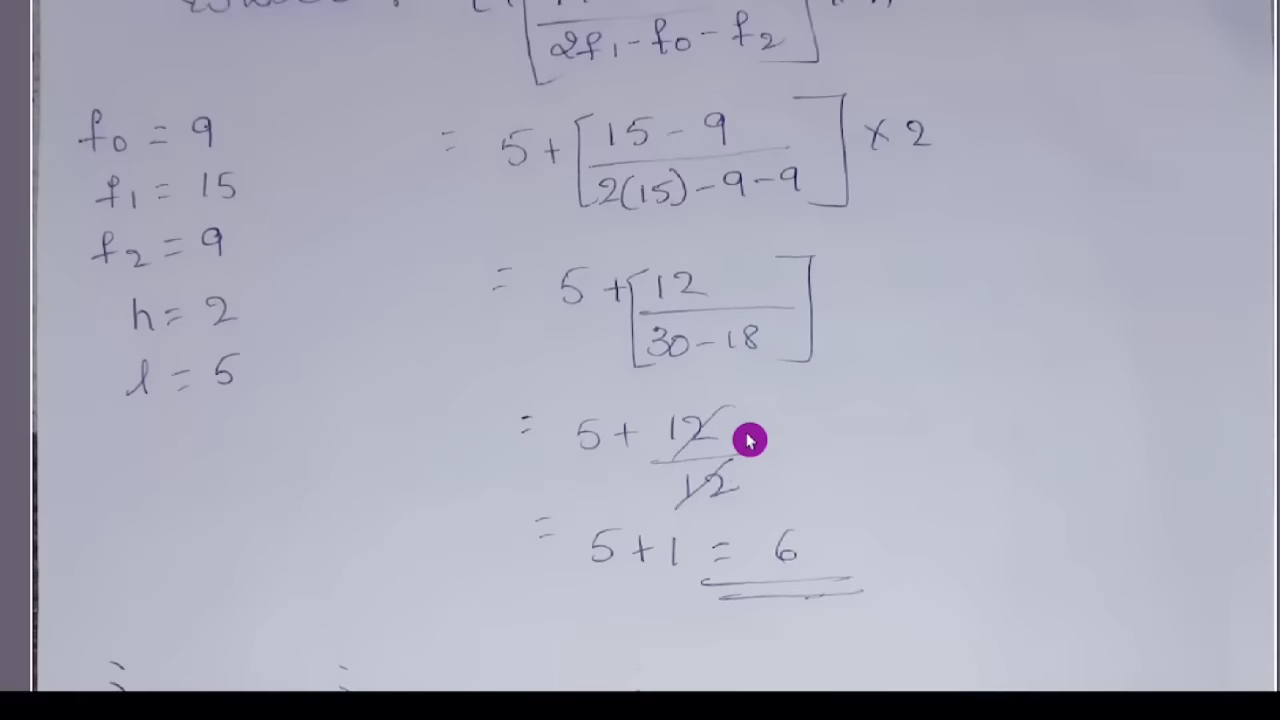 2f₁ - f₀ - f₂
f₀ = 9
f₁ = 15
f₂ = 9
h = 2
l = 5
= 5 + [ (15 - 9) / (2(15) - 9 - 9) ] × 2
= 5 + [ 12 / (30 - 18) ]
= 5 + 12 / 12
= 5 + 1 = 6